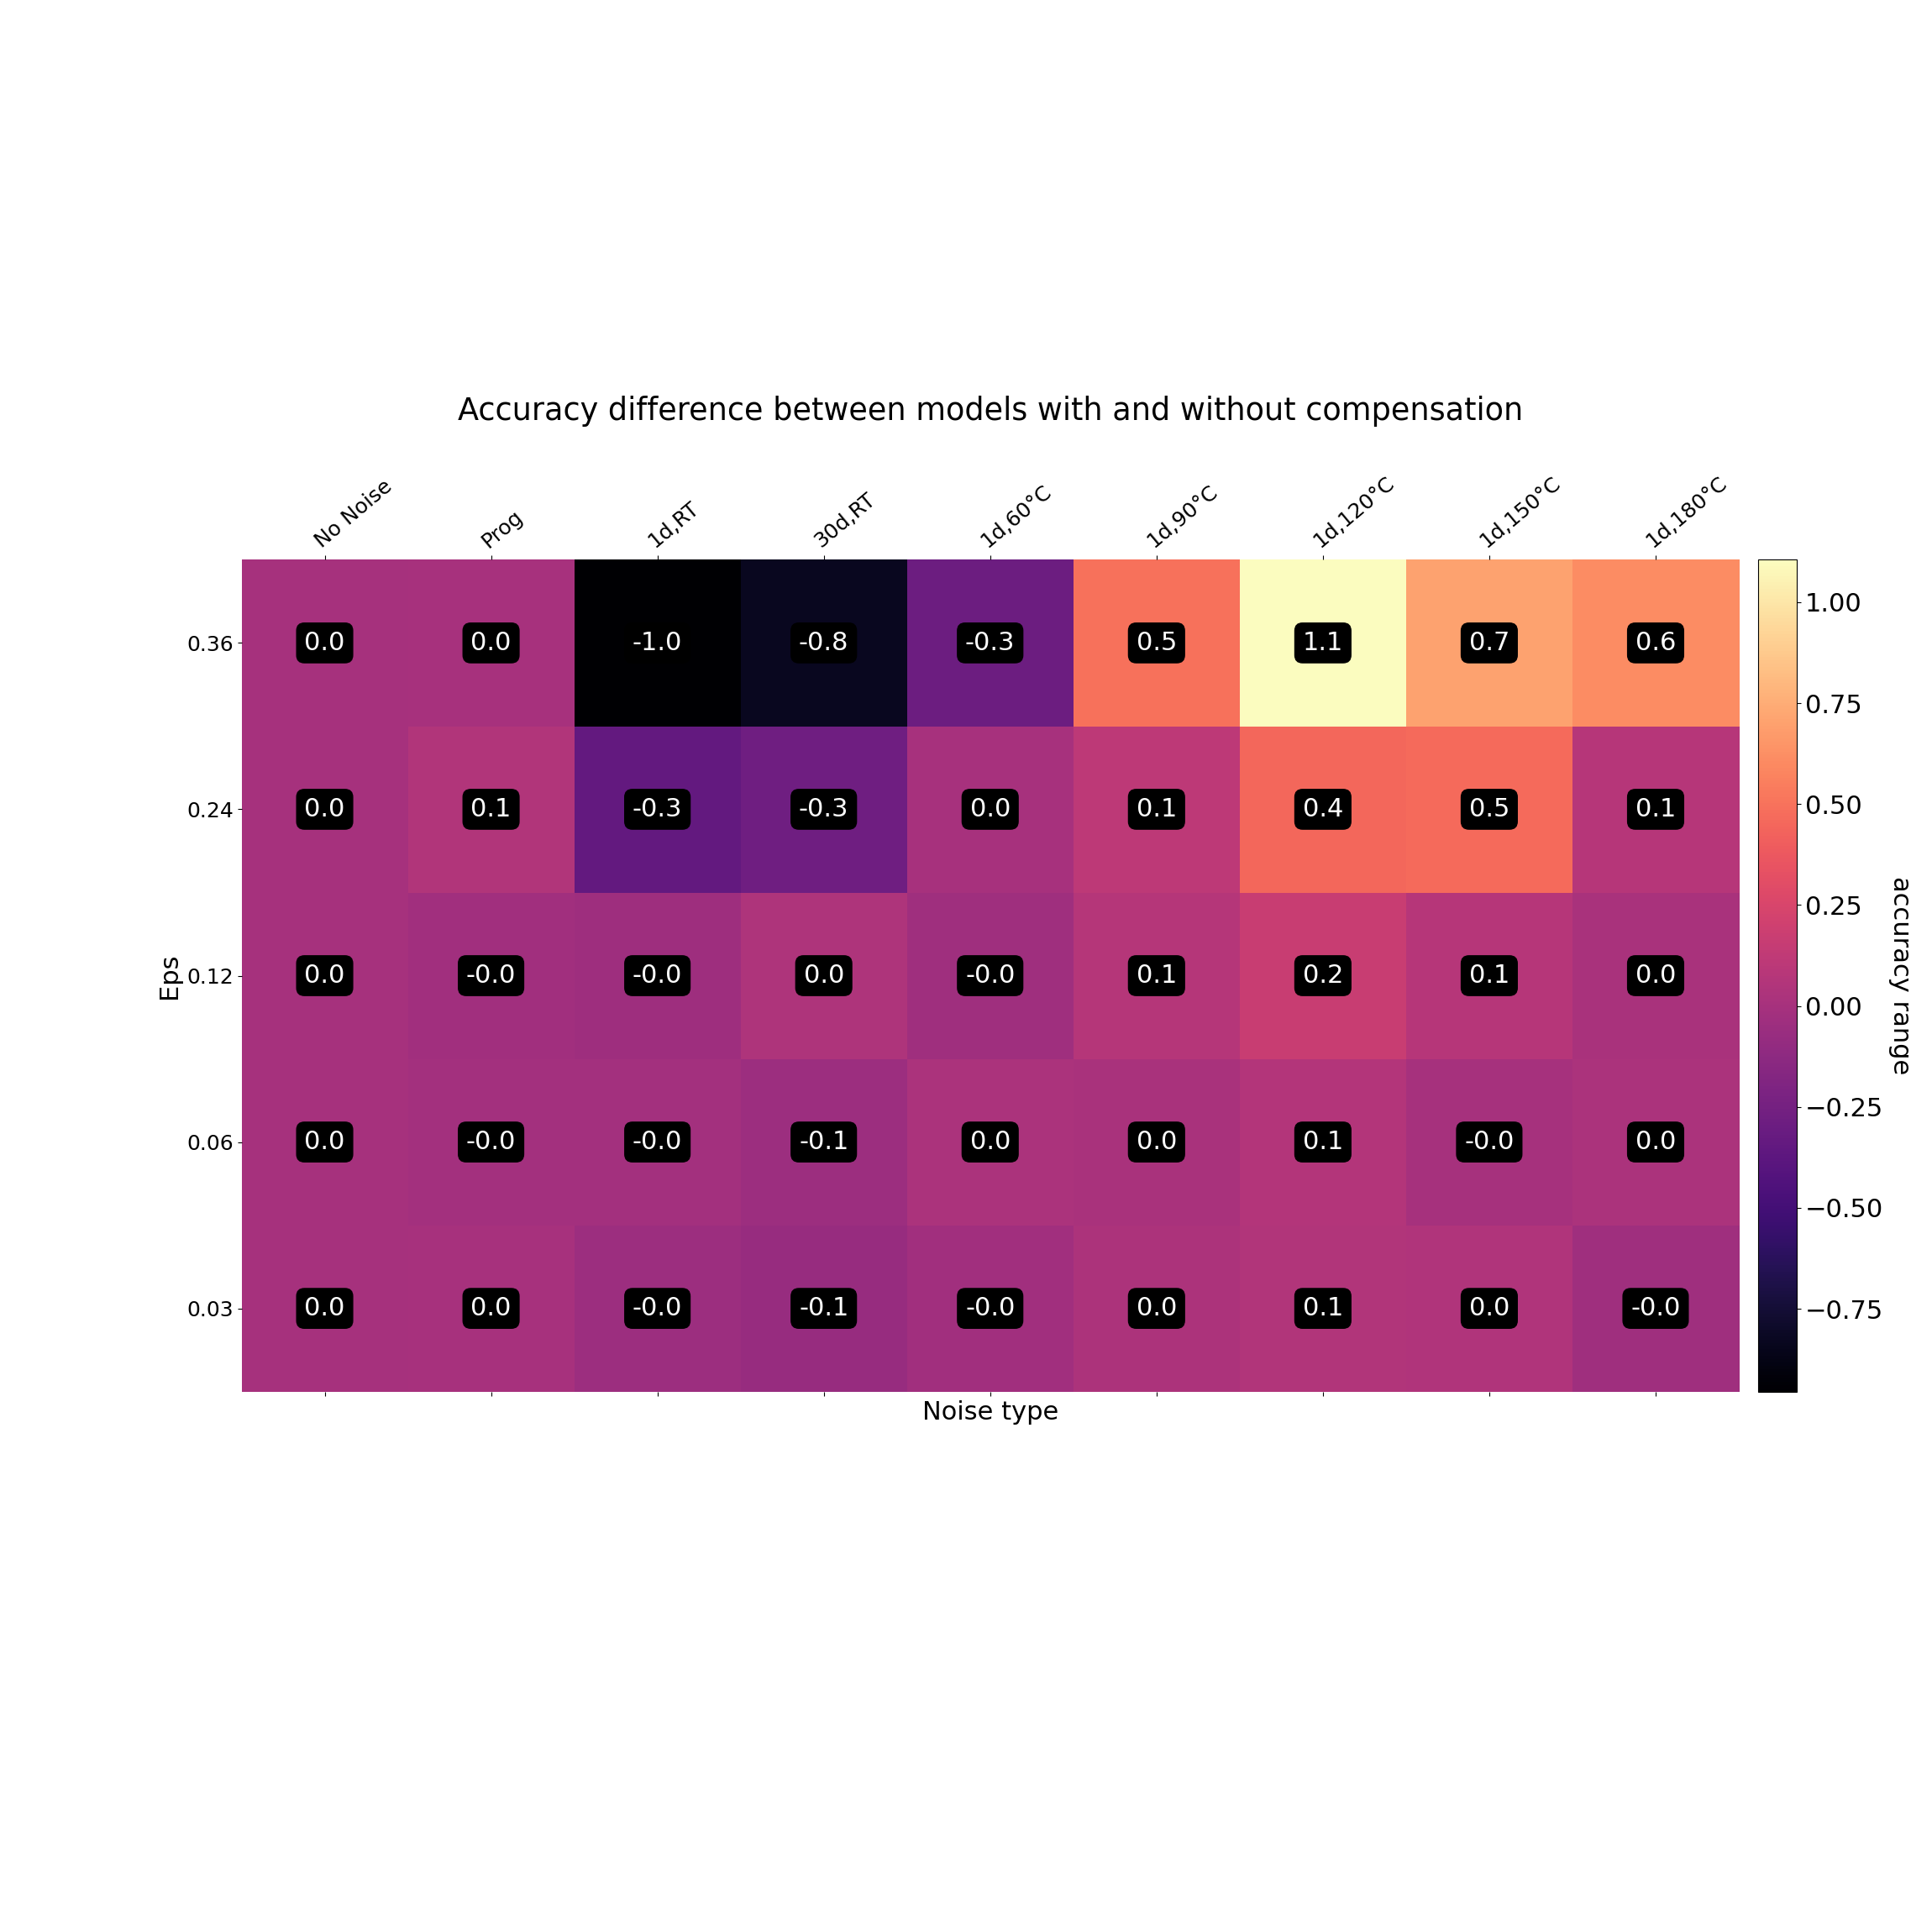 Accuracy difference between models with and without compensation
No Noise Prog 1d,RT 30d,RT 1d,60°C 1d,90°C 1d,120°C 1d,150°C 1d,180°C
0.36 0.0 0.0 -1.0 -0.8 -0.3 0.5 1.1 0.7 0.6
0.24 0.0 0.1 -0.3 -0.3 0.0 0.1 0.4 0.5 0.1
0.12 0.0 -0.0 -0.0 0.0 -0.0 0.1 0.2 0.1 0.0
0.06 0.0 -0.0 -0.0 -0.1 0.0 0.0 0.1 -0.0 0.0
0.03 0.0 0.0 -0.0 -0.1 -0.0 0.0 0.1 0.0 -0.0
Eps
Noise type
1.00
0.75
0.50
0.25
0.00
−0.25
−0.50
−0.75
accuracy range